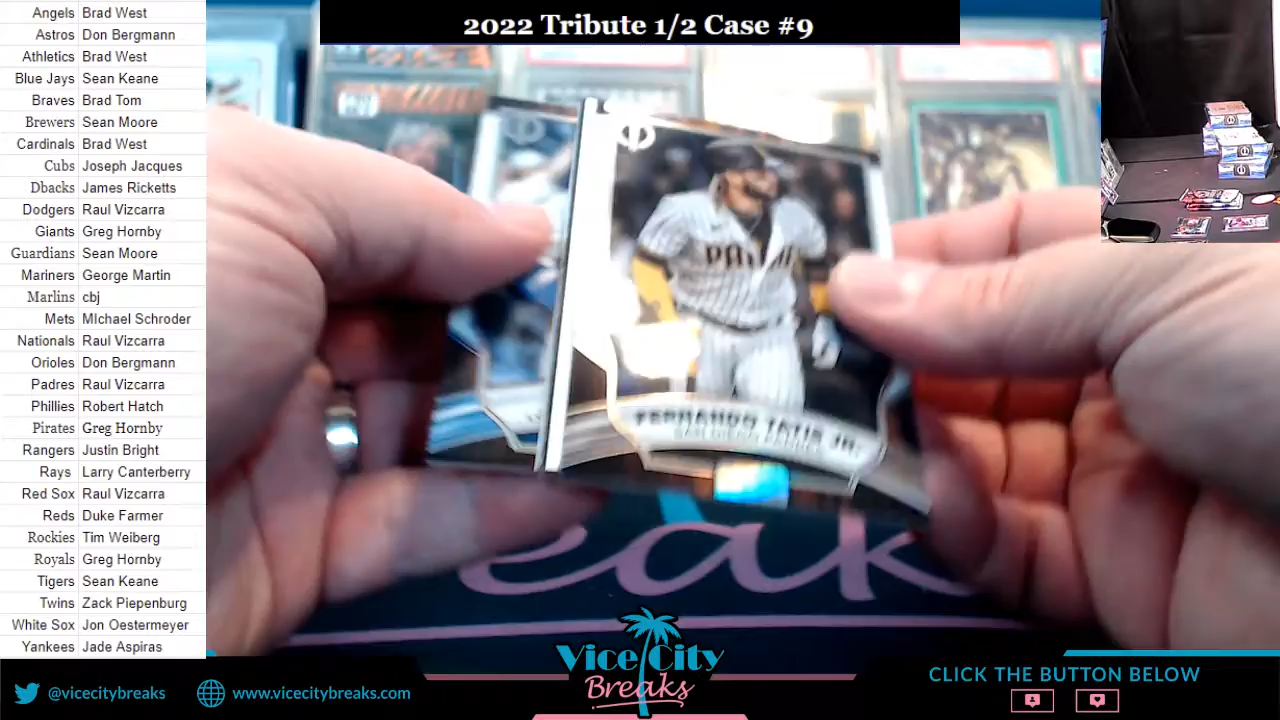 2022 Tribute 1/2 Case #9
Angels Brad West
Astros Don Bergmann
Athletics Brad West
Blue Jays Sean Keane
Braves Brad Tom
Brewers Sean Moore
Cardinals Brad West
Cubs Joseph Jacques
Dbacks James Ricketts
Dodgers Raul Vizcarra
Giants Greg Hornby
Guardians Sean Moore
Mariners George Martin
Marlins cbj
Mets MIchael Schroder
Nationals Raul Vizcarra
Orioles Don Bergmann
Padres Raul Vizcarra
Phillies Robert Hatch
Pirates Greg Hornby
Rangers Justin Bright
Rays Larry Canterberry
Red Sox Raul Vizcarra
Reds Duke Farmer
Rockies Tim Weiberg
Royals Greg Hornby
Tigers Sean Keane
Twins Zack Piepenburg
White Sox Jon Oestermeyer
Yankees Jade Aspiras
FERNANDO TATIS JR.
SAN DIEGO PADRES
eak
Vice City
Breaks
@vicecitybreaks
www.vicecitybreaks.com
CLICK THE BUTTON BELOW